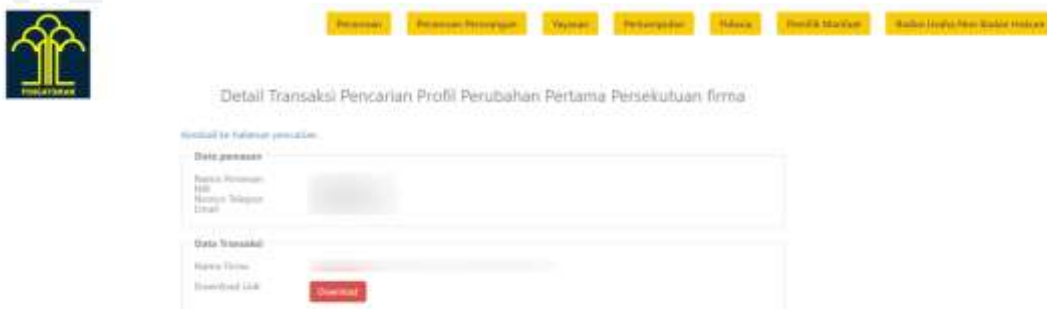 Perseroan Perseroan Perorangan Yayasan Perkumpulan Fidusia Pemilik Manfaat Badan Usaha Non Badan Hukum
PENGAYOMAN
Detail Transaksi Pencarian Profil Perubahan Pertama Persekutuan firma
Kembali ke halaman pencarian
Data pemesan
Nama Pemesan
NIK
Nomor Telepon
Email
Data Transaksi
Nama Firma
Download Link Download